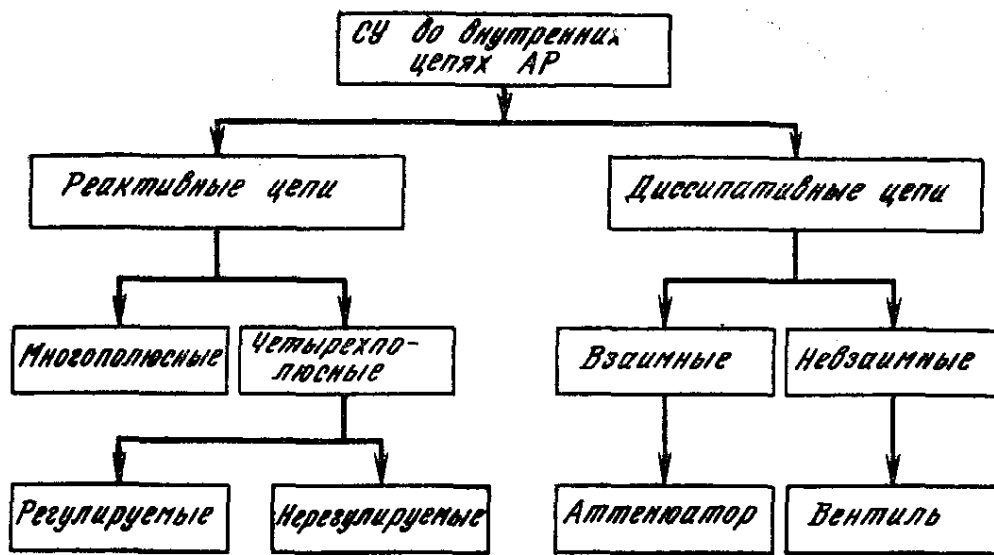 СУ во внутренних
цепях АР
Реактивные цепи
Диссипативные цепи
Многополюсные
Четырехпо-
люсные
Взаимные
Невзаимные
Регулируемые
Нерегулируемые
Аттенюатор
Вентиль